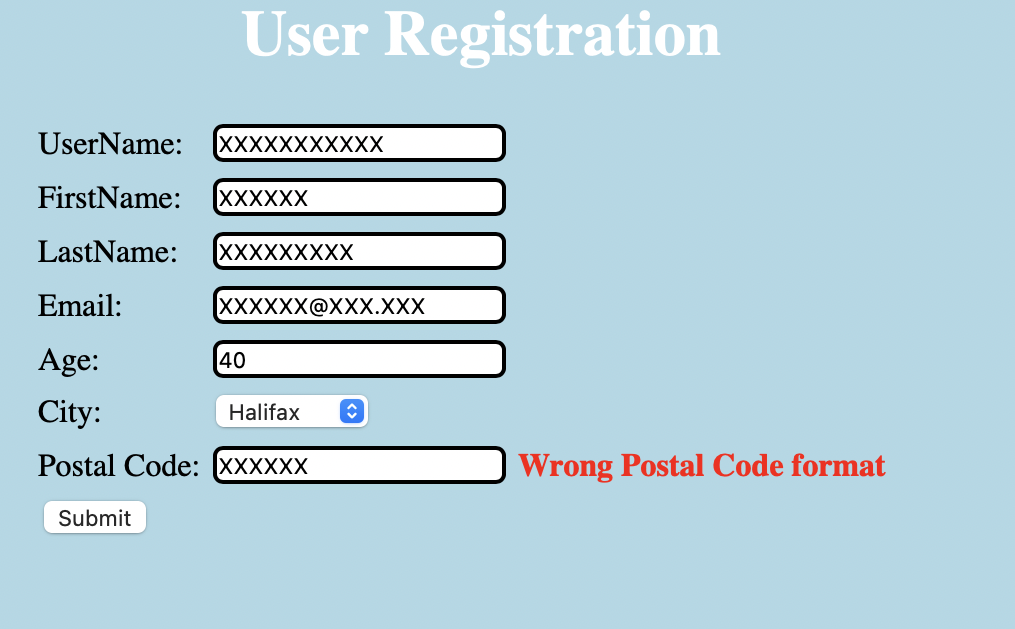 User Registration
UserName: XXXXXXXXXXX
FirstName: XXXXXX
LastName: XXXXXXXXX
Email: XXXXXX@XXX.XXX
Age: 40
City: Halifax
Postal Code: XXXXXX Wrong Postal Code format
Submit